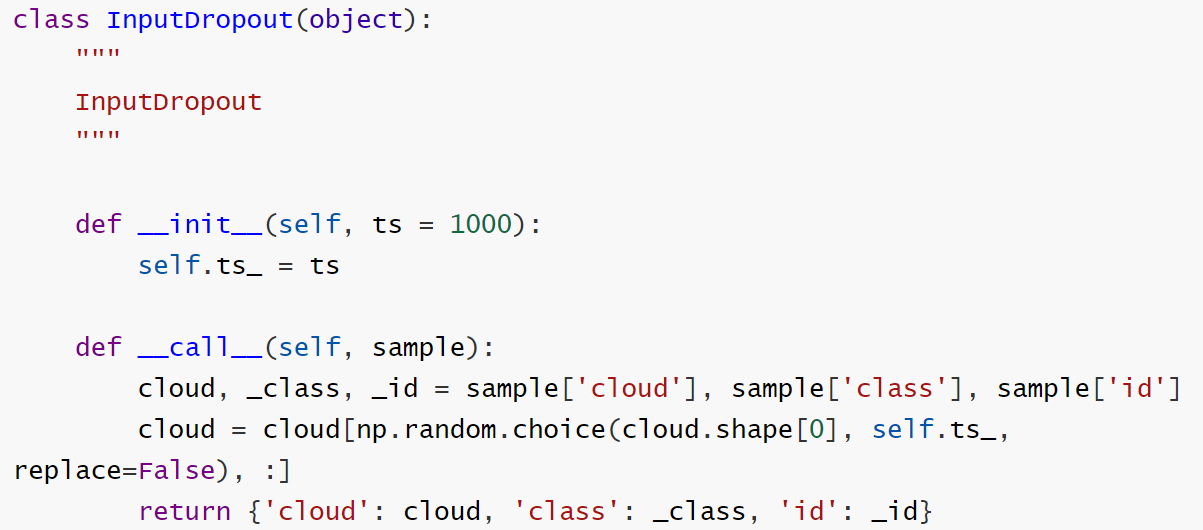 class InputDropout(object):
    """
    InputDropout
    """
    def __init__(self, ts = 1000):
        self.ts_ = ts
    def __call__(self, sample):
        cloud, _class, _id = sample['cloud'], sample['class'], sample['id']
        cloud = cloud[np.random.choice(cloud.shape[0], self.ts_,
replace=False), :]
        return {'cloud': cloud, 'class': _class, 'id': _id}